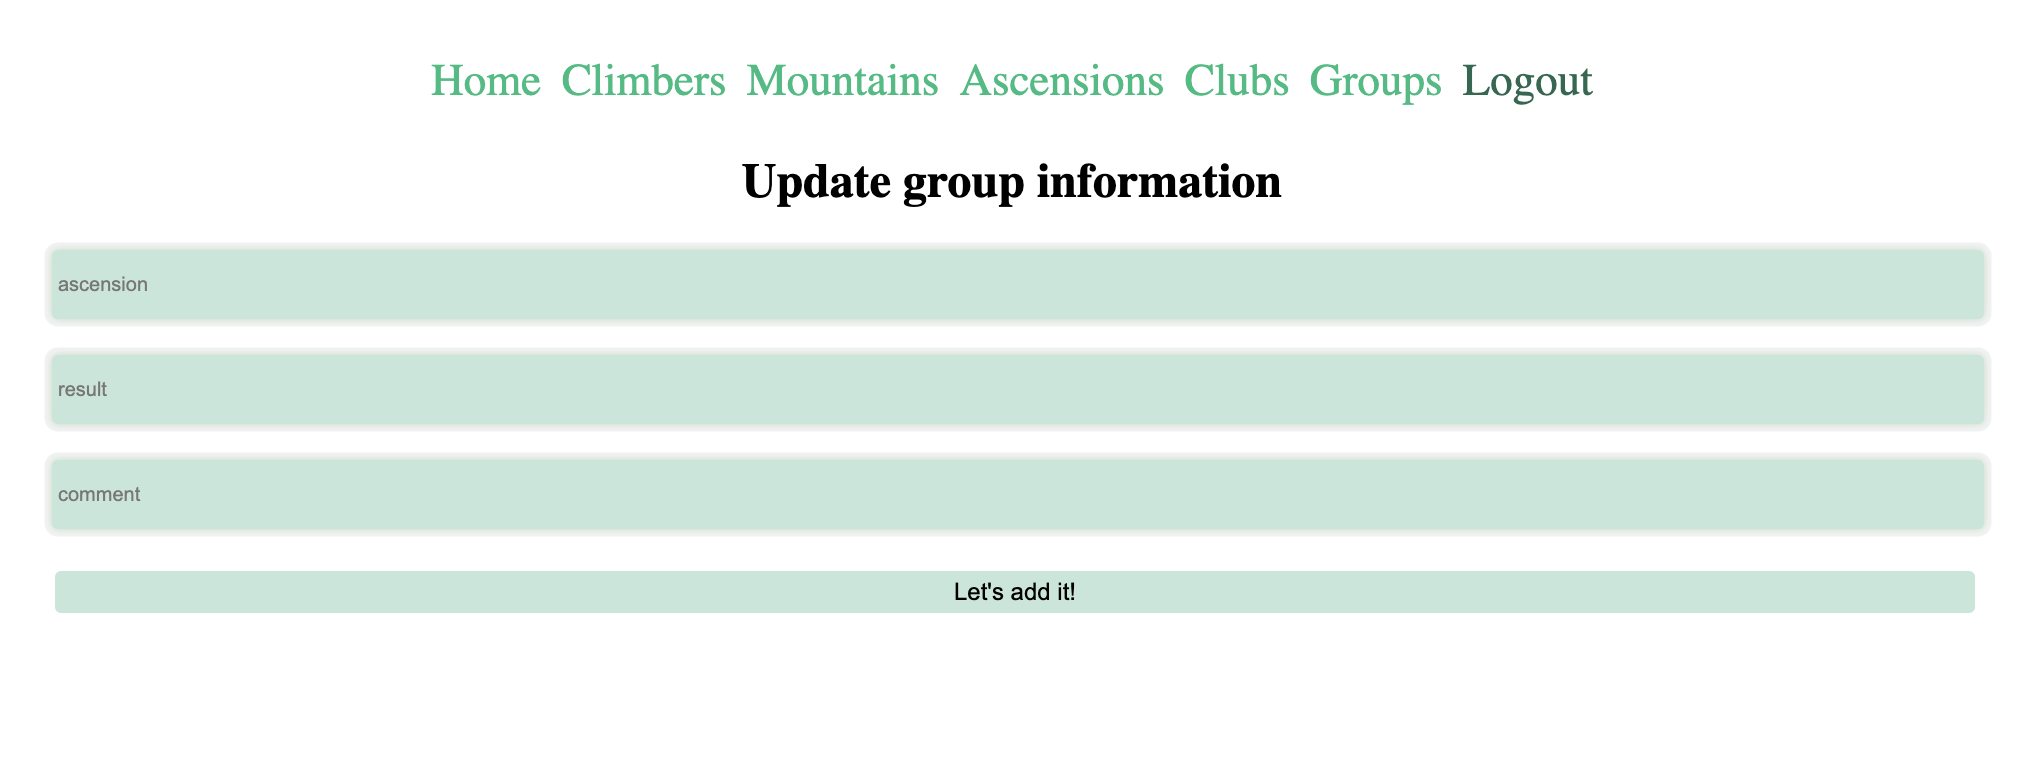 Home Climbers Mountains Ascensions Clubs Groups Logout
Update group information
ascension
result
comment
Let's add it!